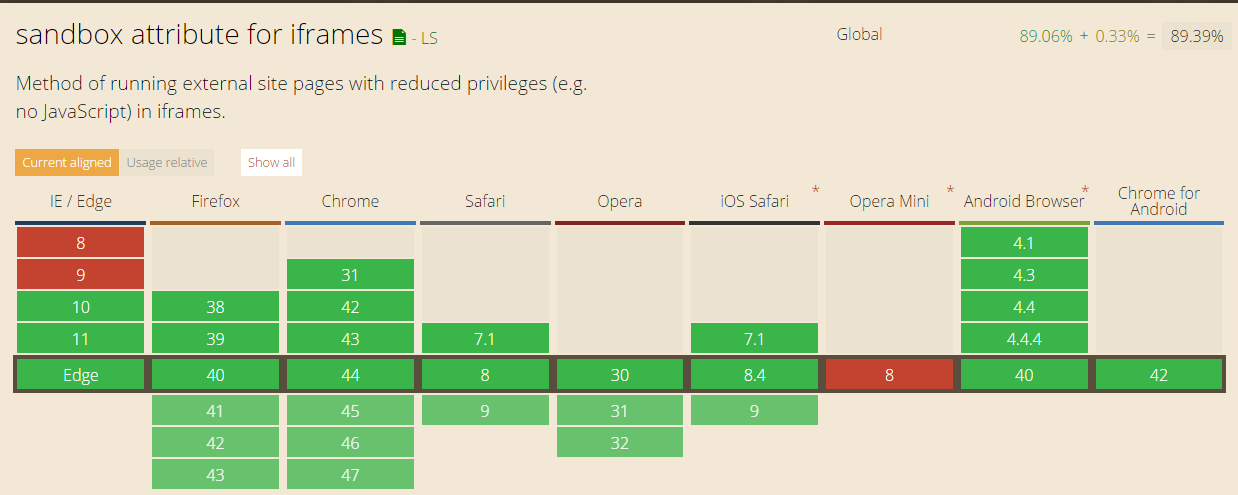 sandbox attribute for iframes - LS
Global 89.06% + 0.33% = 89.39%
Method of running external site pages with reduced privileges (e.g.
no JavaScript) in iframes.
Current aligned Usage relative Show all
IE / Edge Firefox Chrome Safari Opera iOS Safari * Opera Mini * Android Browser * Chrome for
Android
8 4.1
9 31 4.3
10 38 42 4.4
11 39 43 7.1 7.1 4.4.4
Edge 40 44 8 30 8.4 8 40 42
41 45 9 31 9
42 46 32
43 47